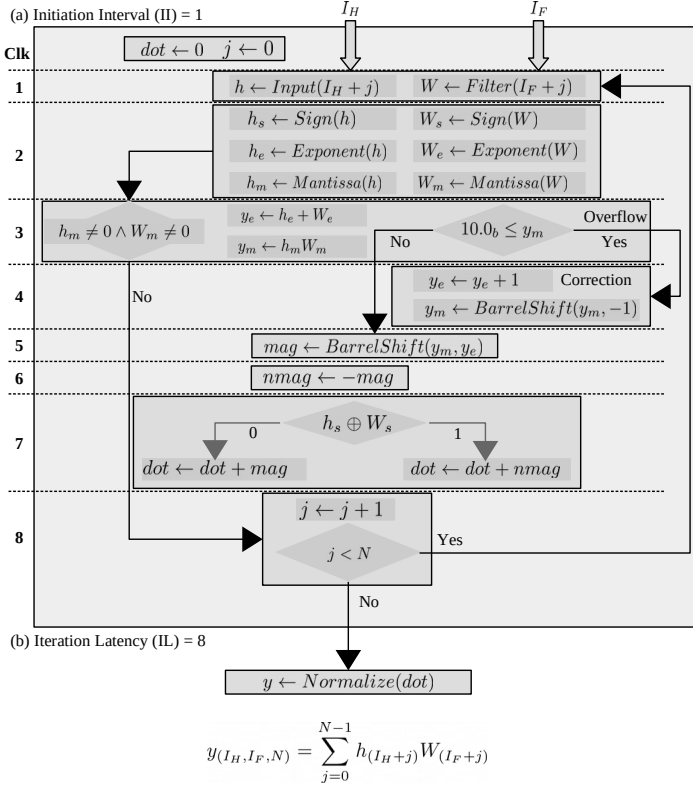 (a) Initiation Interval (II) = 1
I_H I_F
Clk
dot ← 0 j ← 0
1
h ← Input(I_H + j) W ← Filter(I_F + j)
2
h_s ← Sign(h) W_s ← Sign(W)
h_e ← Exponent(h) W_e ← Exponent(W)
h_m ← Mantissa(h) W_m ← Mantissa(W)
3
h_m ≠ 0 ∧ W_m ≠ 0
y_e ← h_e + W_e
y_m ← h_m W_m
No
10.0_b ≤ y_m
Overflow
Yes
4
No
y_e ← y_e + 1 Correction
y_m ← BarrelShift(y_m, −1)
5
mag ← BarrelShift(y_m, y_e)
6
nmag ← −mag
7
h_s ⊕ W_s
0 1
dot ← dot + mag dot ← dot + nmag
8
j ← j + 1
j < N
Yes
No
(b) Iteration Latency (IL) = 8
y ← Normalize(dot)
y_{(I_H, I_F, N)} = \sum_{j=0}^{N−1} h_{(I_H+j)} W_{(I_F+j)}